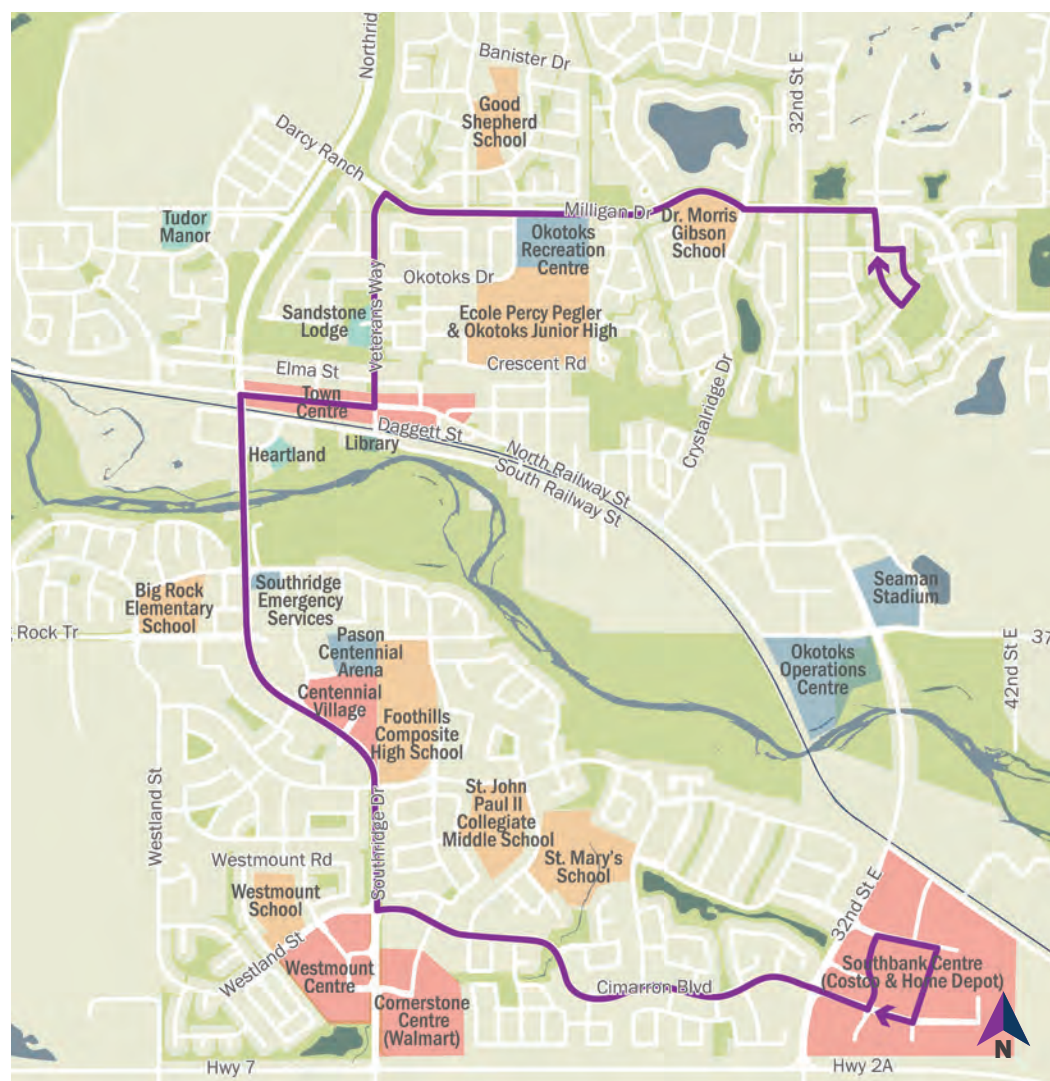 Northrid
Banister Dr
32nd St E
Good
Shepherd
School
Darcy Ranch
Milligan Dr
Tudor
Manor
Okotoks
Recreation
Centre
Dr. Morris
Gibson
School
Okotoks Dr
Veterans Way
Sandstone
Lodge
Ecole Percy Pegler
& Okotoks Junior High
Crescent Rd
Elma St
Town
Centre
Crystalridge Dr
Daggett St
Library
Heartland
North Railway St
South Railway St
Big Rock
Elementary
School
Southridge
Emergency
Services
Seaman
Stadium
Rock Tr
37
Pason
Centennial
Arena
Okotoks
Operations
Centre
42nd St E
Centennial
Village
Foothills
Composite
High School
Westland St
Southridge Dr
St. John
Paul II
Collegiate
Middle School
St. Mary's
School
Westmount Rd
Westmount
School
32nd St E
Westland St
Westmount
Centre
Southbank Centre
(Costco & Home Depot)
Cimarron Blvd
Cornerstone
Centre
(Walmart)
N
Hwy 7
Hwy 2A